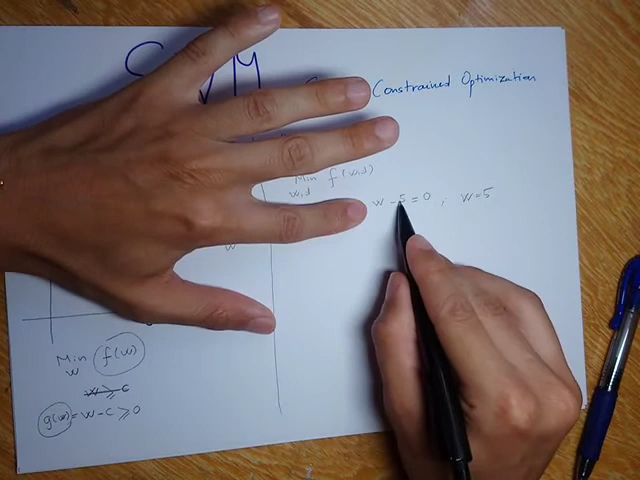 SVM
Constrained Optimization
Min f(w,d)
w,d
w - 5 = 0 ; w = 5
w
Min f(w)
w
w ≥ c
g(w) = w - c ≥ 0